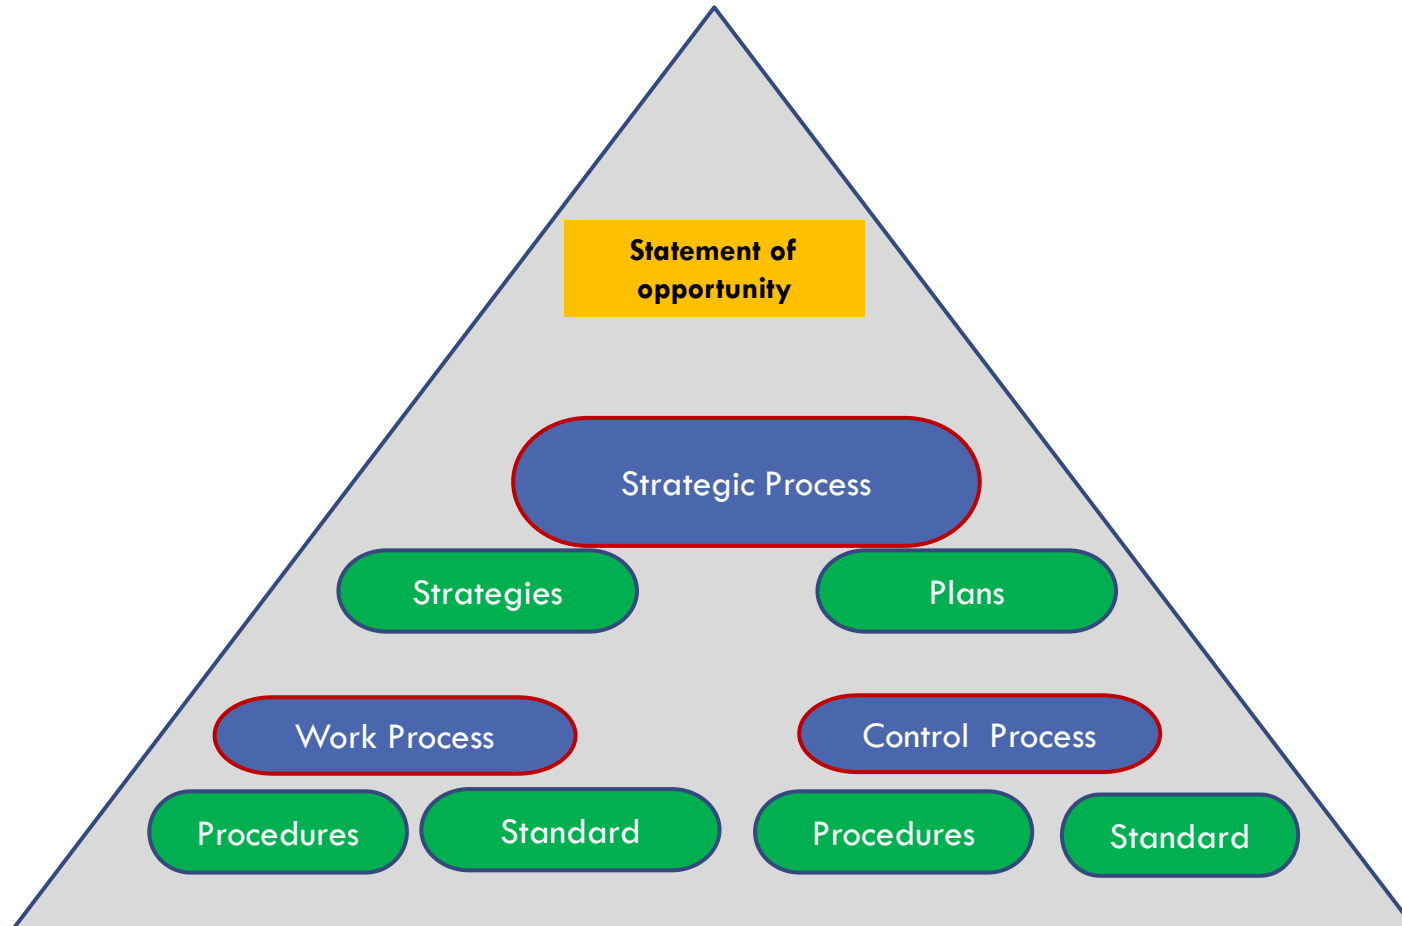 Statement of
opportunity
Strategic Process
Strategies
Plans
Work Process
Control  Process
Procedures
Standard
Procedures
Standard